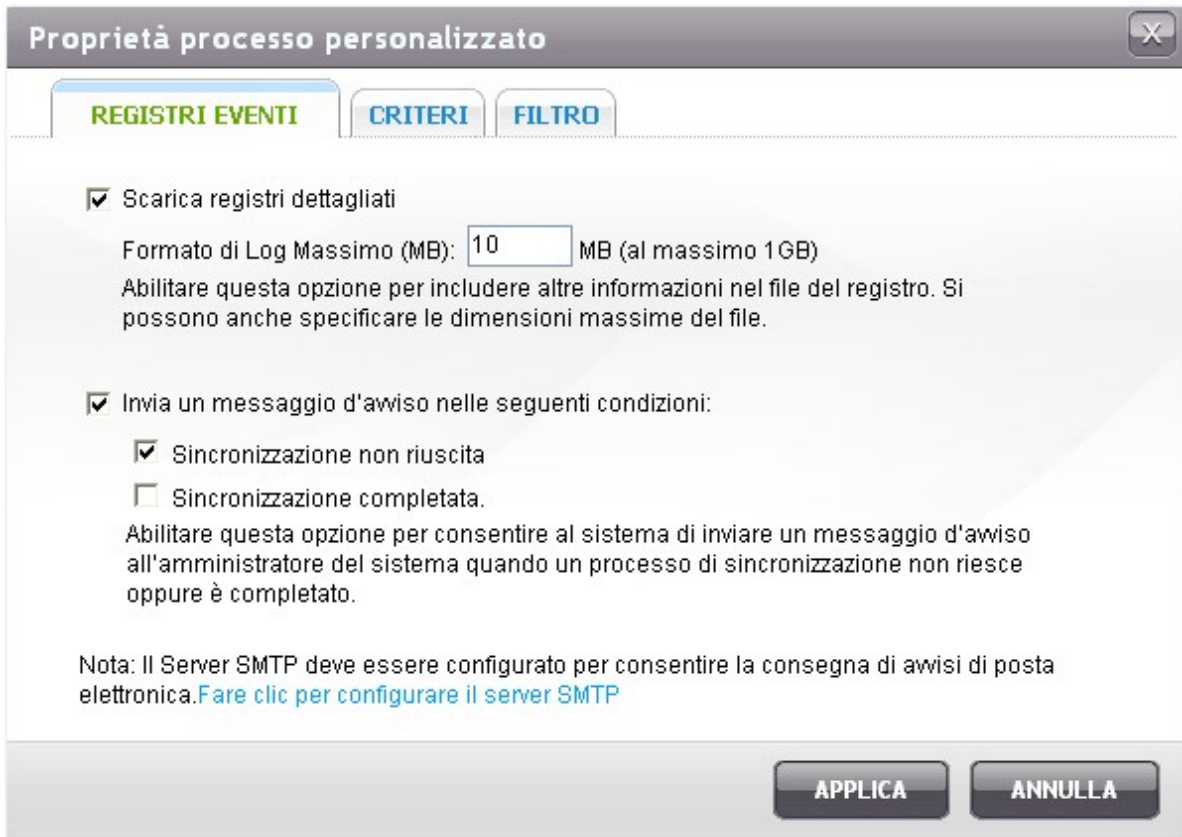 Proprietà processo personalizzato
X
REGISTRI EVENTI CRITERI FILTRO
Scarica registri dettagliati
Formato di Log Massimo (MB): 10 MB (al massimo 1GB)
Abilitare questa opzione per includere altre informazioni nel file del registro. Si
possono anche specificare le dimensioni massime del file.
Invia un messaggio d'avviso nelle seguenti condizioni:
Sincronizzazione non riuscita
Sincronizzazione completata.
Abilitare questa opzione per consentire al sistema di inviare un messaggio d'avviso
all'amministratore del sistema quando un processo di sincronizzazione non riesce
oppure è completato.
Nota: Il Server SMTP deve essere configurato per consentire la consegna di avvisi di posta
elettronica.Fare clic per configurare il server SMTP
APPLICA ANNULLA